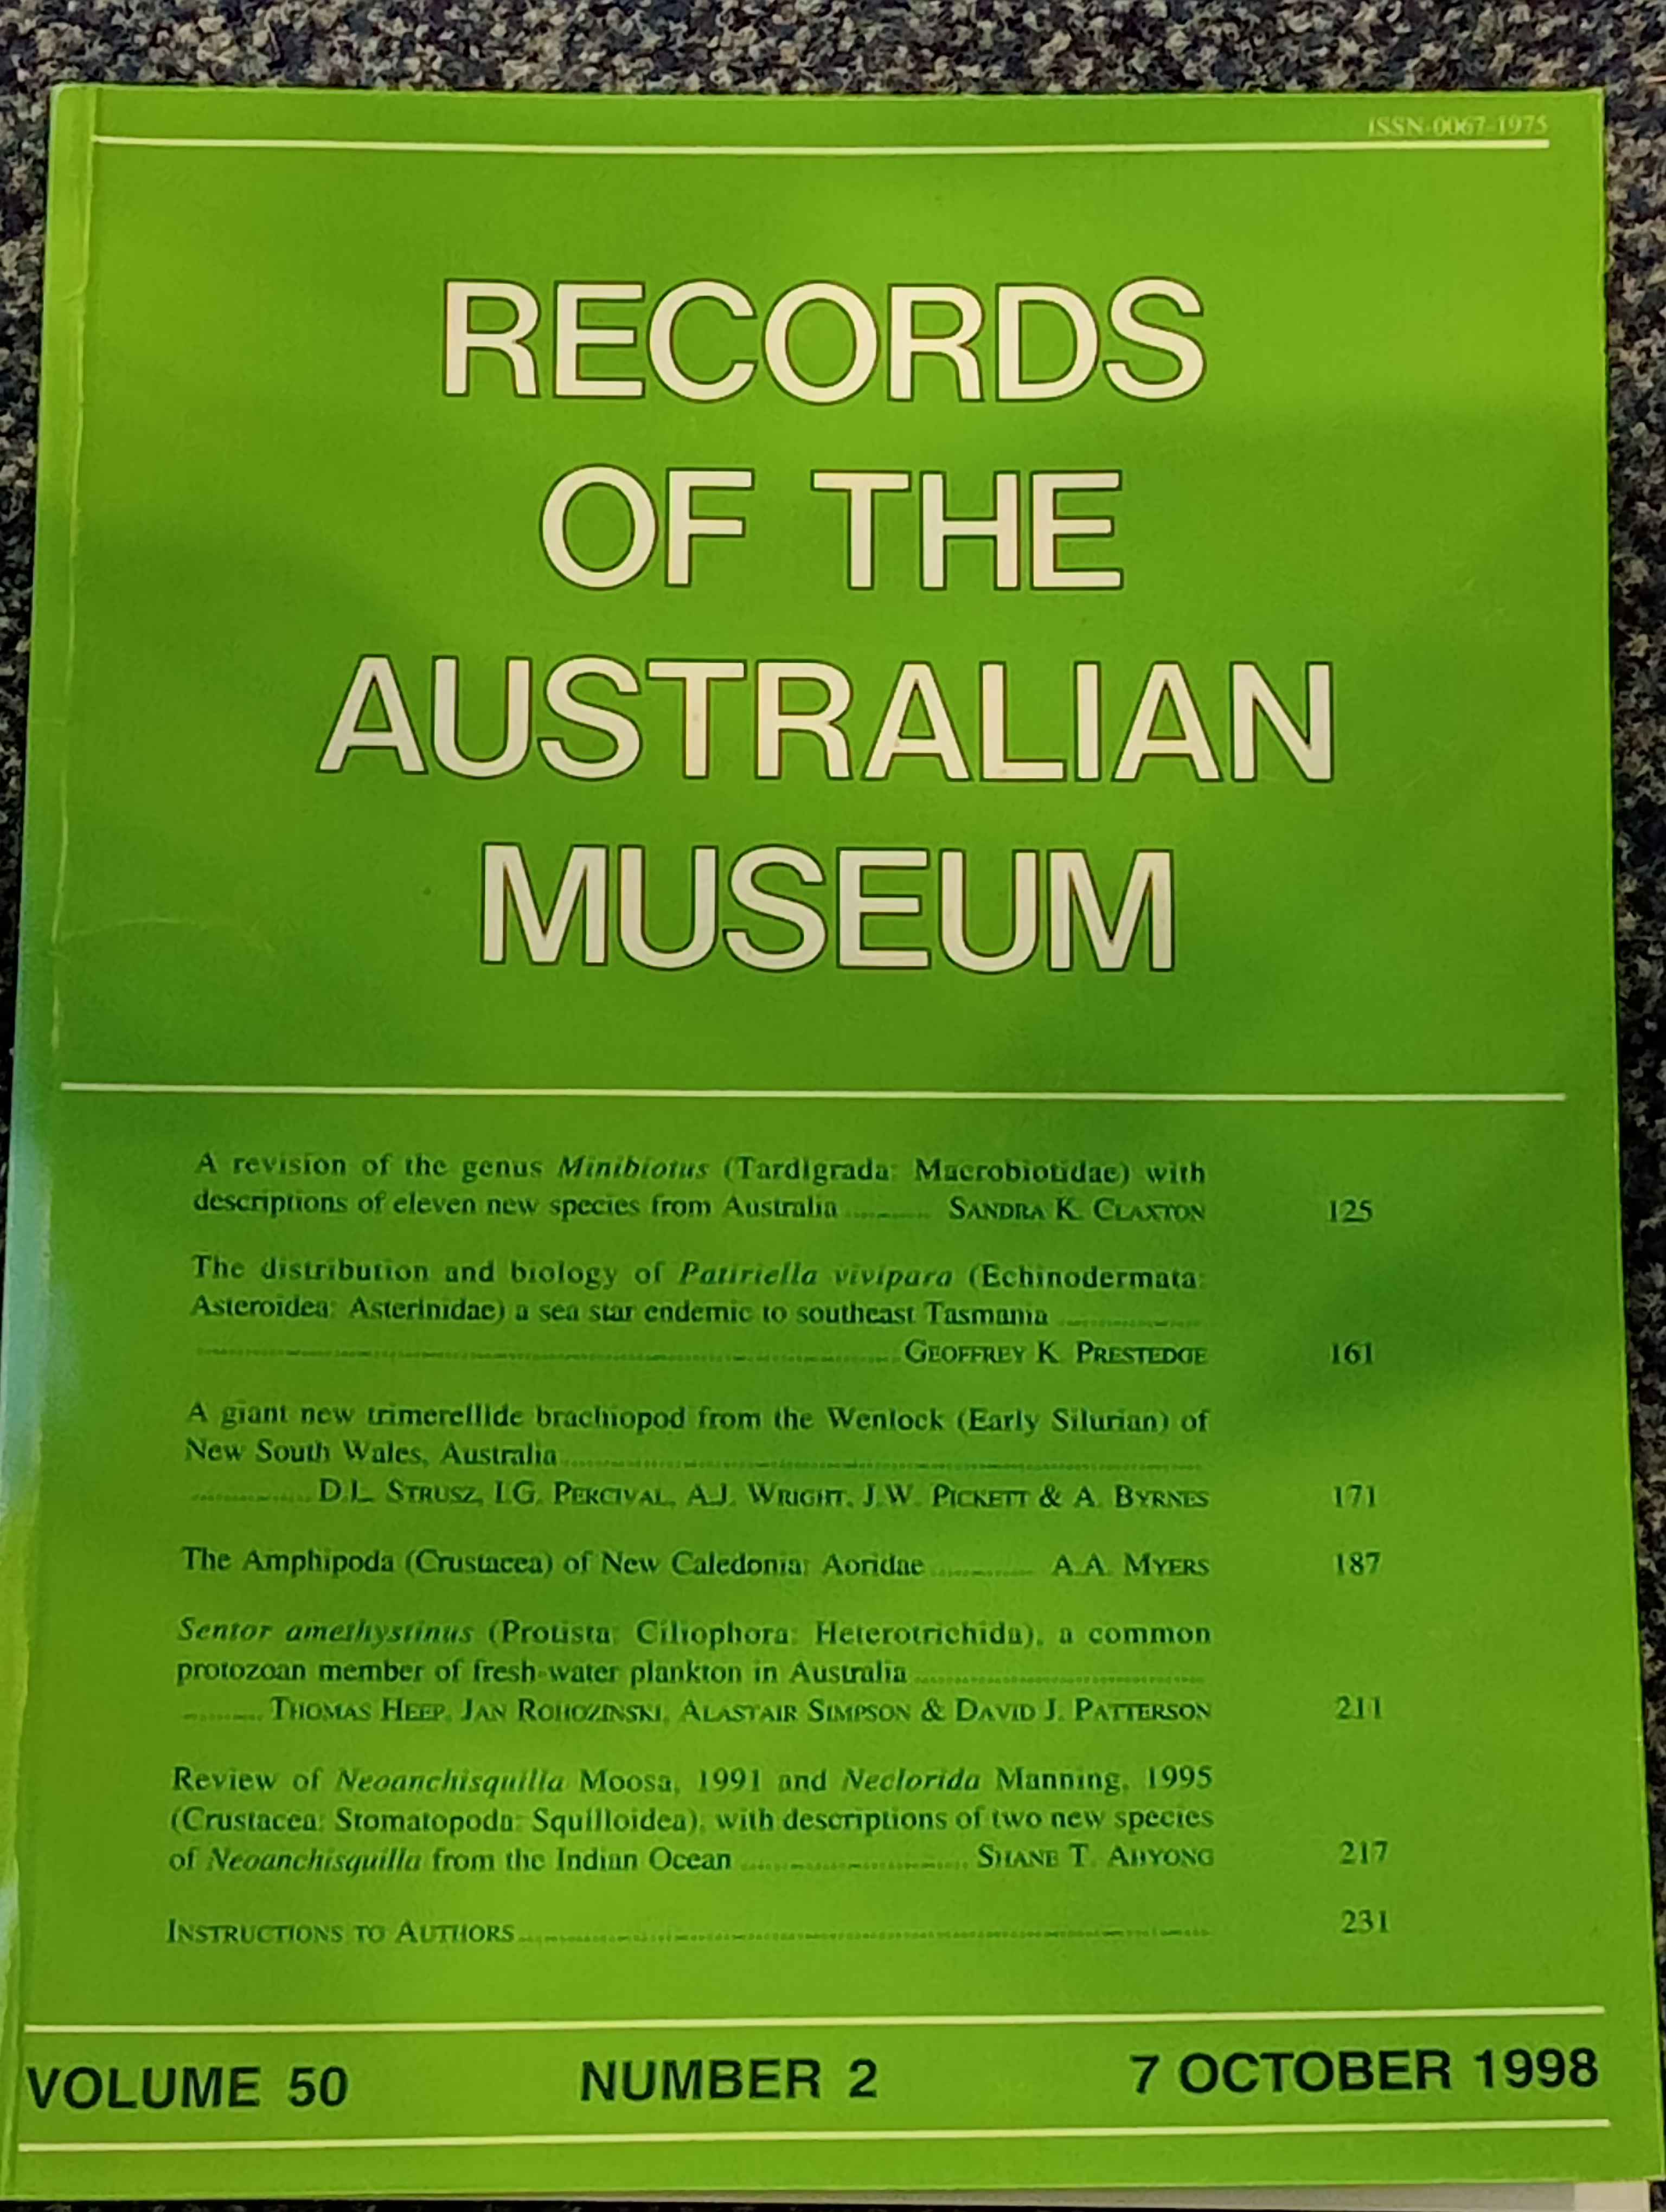 ISSN-0067-1975
RECORDS
OF THE
AUSTRALIAN
MUSEUM
A revision of the genus Minibiotus (Tardigrada: Macrobiotidae) with
descriptions of eleven new species from Australia .......... SANDRA K. CLAXTON 125
The distribution and biology of Patiriella vivipara (Echinodermata:
Asteroidea: Asterinidae) a sea star endemic to southeast Tasmania ..........
.......... GEOFFREY K. PRESTEDGE 161
A giant new trimerellide brachiopod from the Wenlock (Early Silurian) of
New South Wales, Australia ..........
.......... D.L. STRUSZ, I.G. PERCIVAL, A.J. WRIGHT, J.W. PICKETT & A. BYRNES 171
The Amphipoda (Crustacea) of New Caledonia: Aoridae .......... A.A. MYERS 187
Sentor amethystinus (Protista: Ciliophora: Heterotrichida), a common
protozoan member of fresh-water plankton in Australia ..........
.......... THOMAS HEEP, JAN ROHOZINSKI, ALASTAIR SIMPSON & DAVID J. PATTERSON 211
Review of Neoanchisquilla Moosa, 1991 and Neclorida Manning, 1995
(Crustacea: Stomatopoda: Squilloidea), with descriptions of two new species
of Neoanchisquilla from the Indian Ocean .......... SHANE T. AHYONG 217
INSTRUCTIONS TO AUTHORS .......... 231
VOLUME 50 NUMBER 2 7 OCTOBER 1998